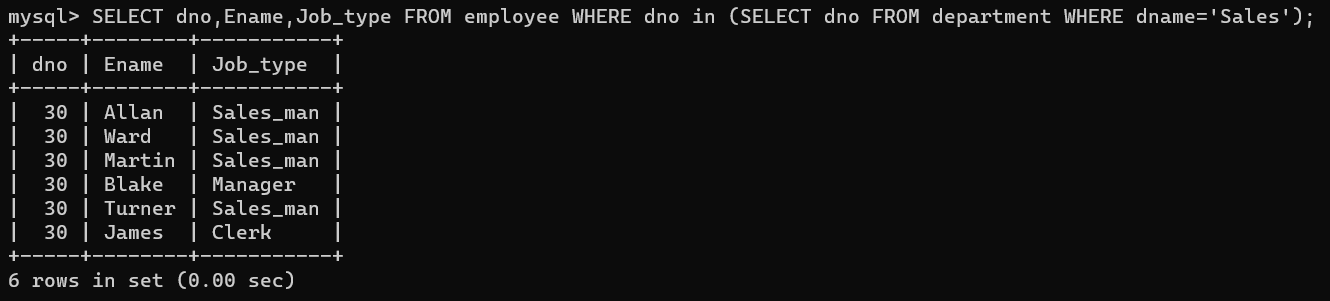 mysql> SELECT dno,Ename,Job_type FROM employee WHERE dno in (SELECT dno FROM department WHERE dname='Sales');
+-----+--------+-----------+
| dno | Ename  | Job_type  |
+-----+--------+-----------+
|  30 | Allan  | Sales_man |
|  30 | Ward   | Sales_man |
|  30 | Martin | Sales_man |
|  30 | Blake  | Manager   |
|  30 | Turner | Sales_man |
|  30 | James  | Clerk     |
+-----+--------+-----------+
6 rows in set (0.00 sec)